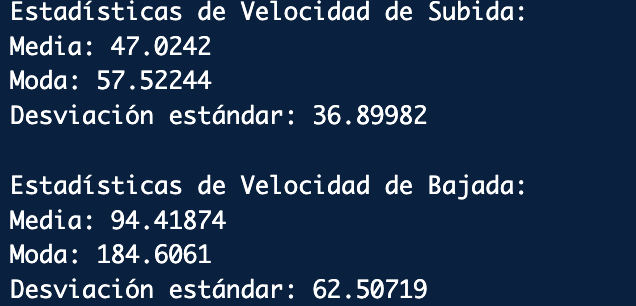 Estadísticas de Velocidad de Subida:
Media: 47.0242
Moda: 57.52244
Desviación estándar: 36.89982
Estadísticas de Velocidad de Bajada:
Media: 94.41874
Moda: 184.6061
Desviación estándar: 62.50719